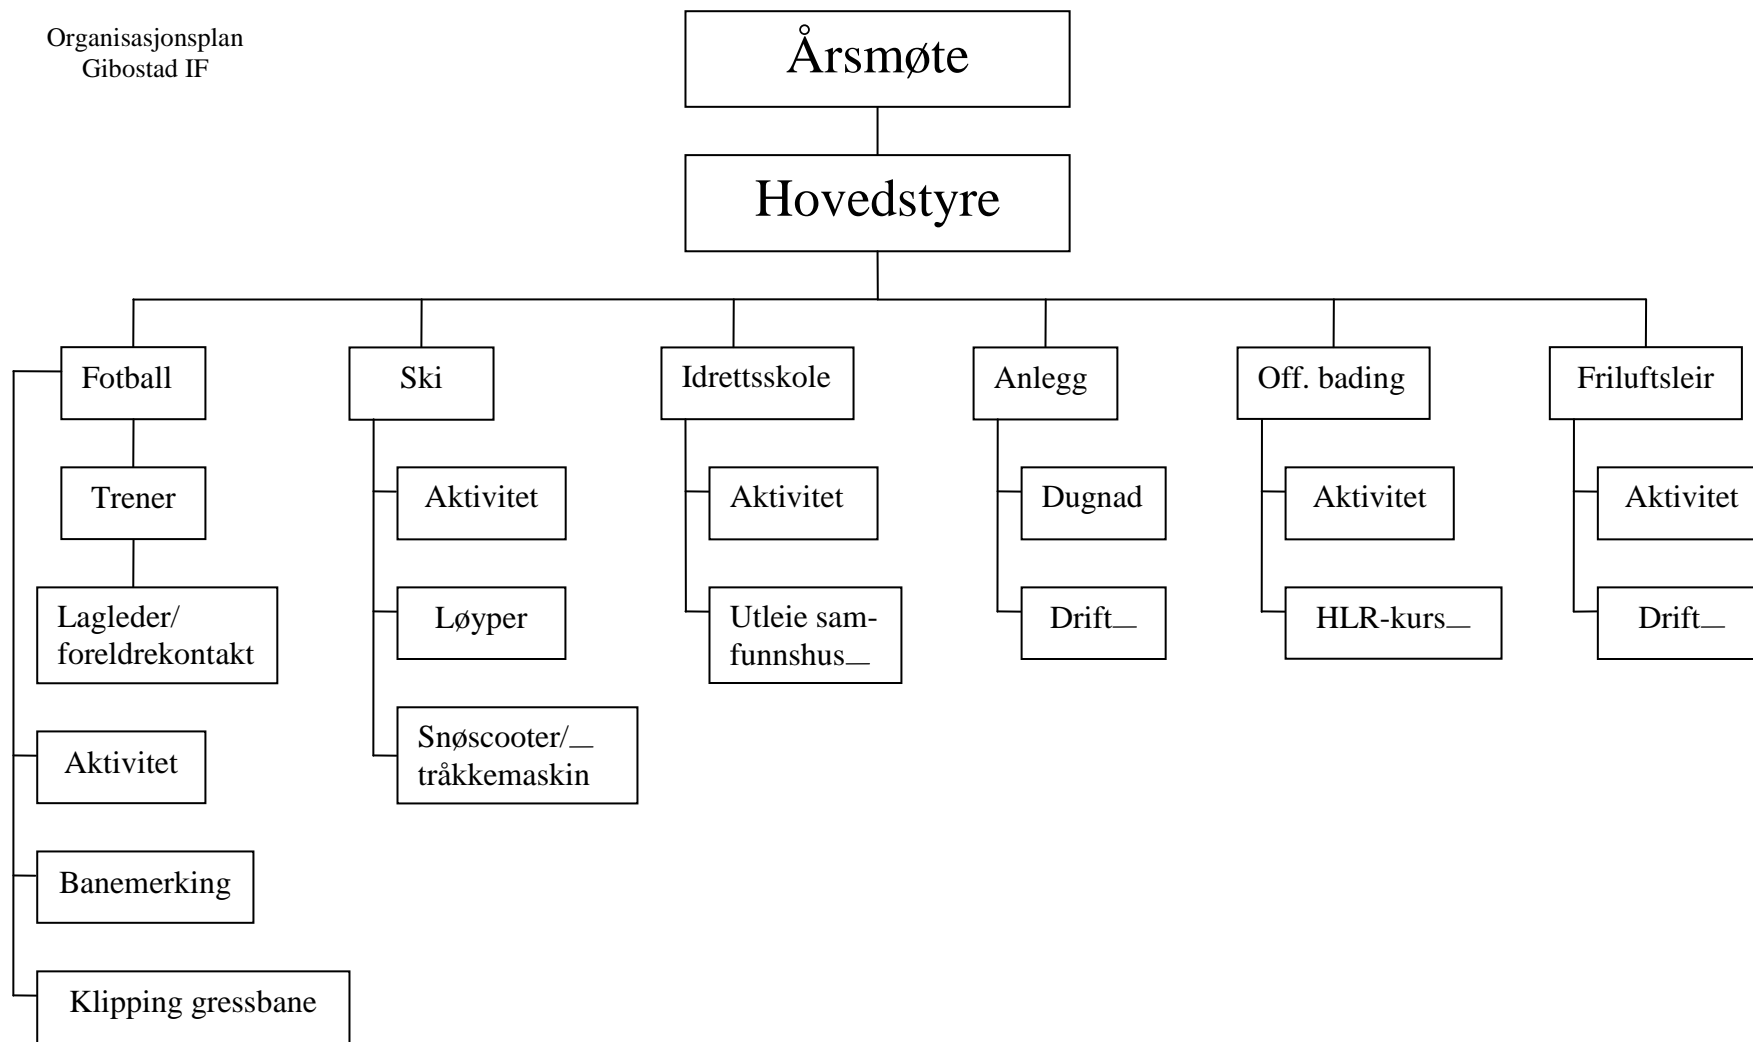 Organisasjonsplan
Gibostad IF
Årsmøte
Hovedstyre
Fotball
Ski
Idrettsskole
Anlegg
Off. bading
Friluftsleir
Trener
Aktivitet
Aktivitet
Dugnad
Aktivitet
Aktivitet
Lagleder/
foreldrekontakt
Løyper
Utleie sam-
funnshus
Drift
HLR-kurs
Drift
Aktivitet
Snøscooter/
tråkkemaskin
Banemerking
Klipping gressbane